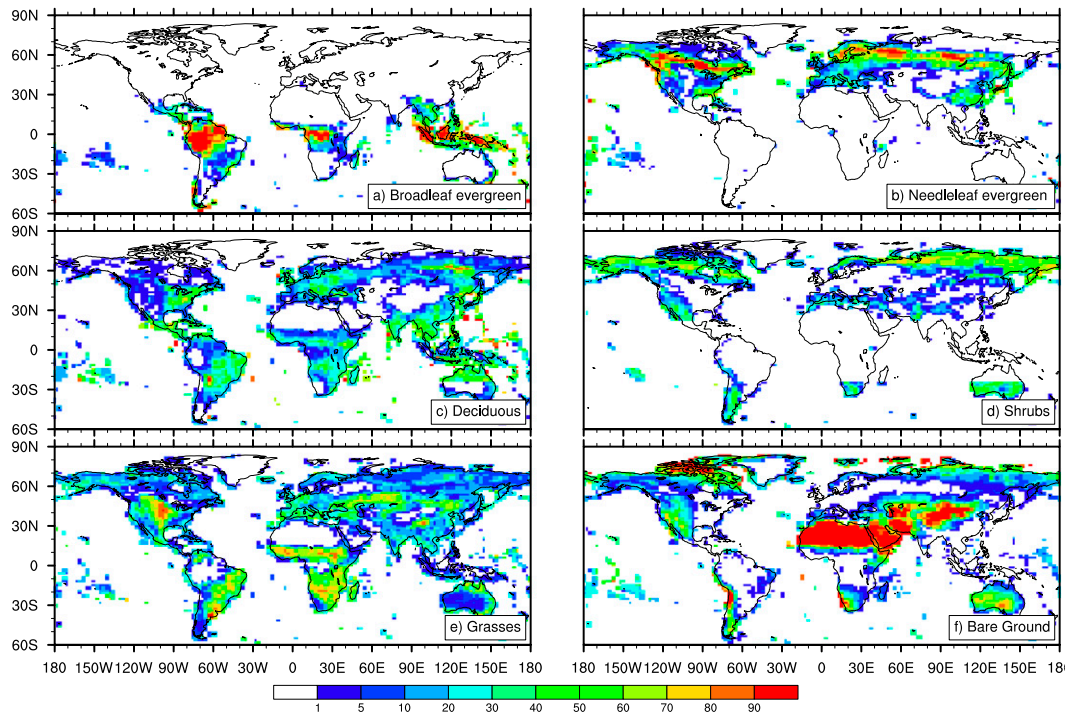 90N
60N
30N
0
30S
60S
a) Broadleaf evergreen
b) Needleleaf evergreen
90N
60N
30N
0
30S
60S
c) Deciduous
d) Shrubs
90N
60N
30N
0
30S
60S
e) Grasses
f) Bare Ground
180 150W 120W 90W 60W 30W 0 30E 60E 90E 120E 150E 180
180 150W 120W 90W 60W 30W 0 30E 60E 90E 120E 150E 180
1 5 10 20 30 40 50 60 70 80 90